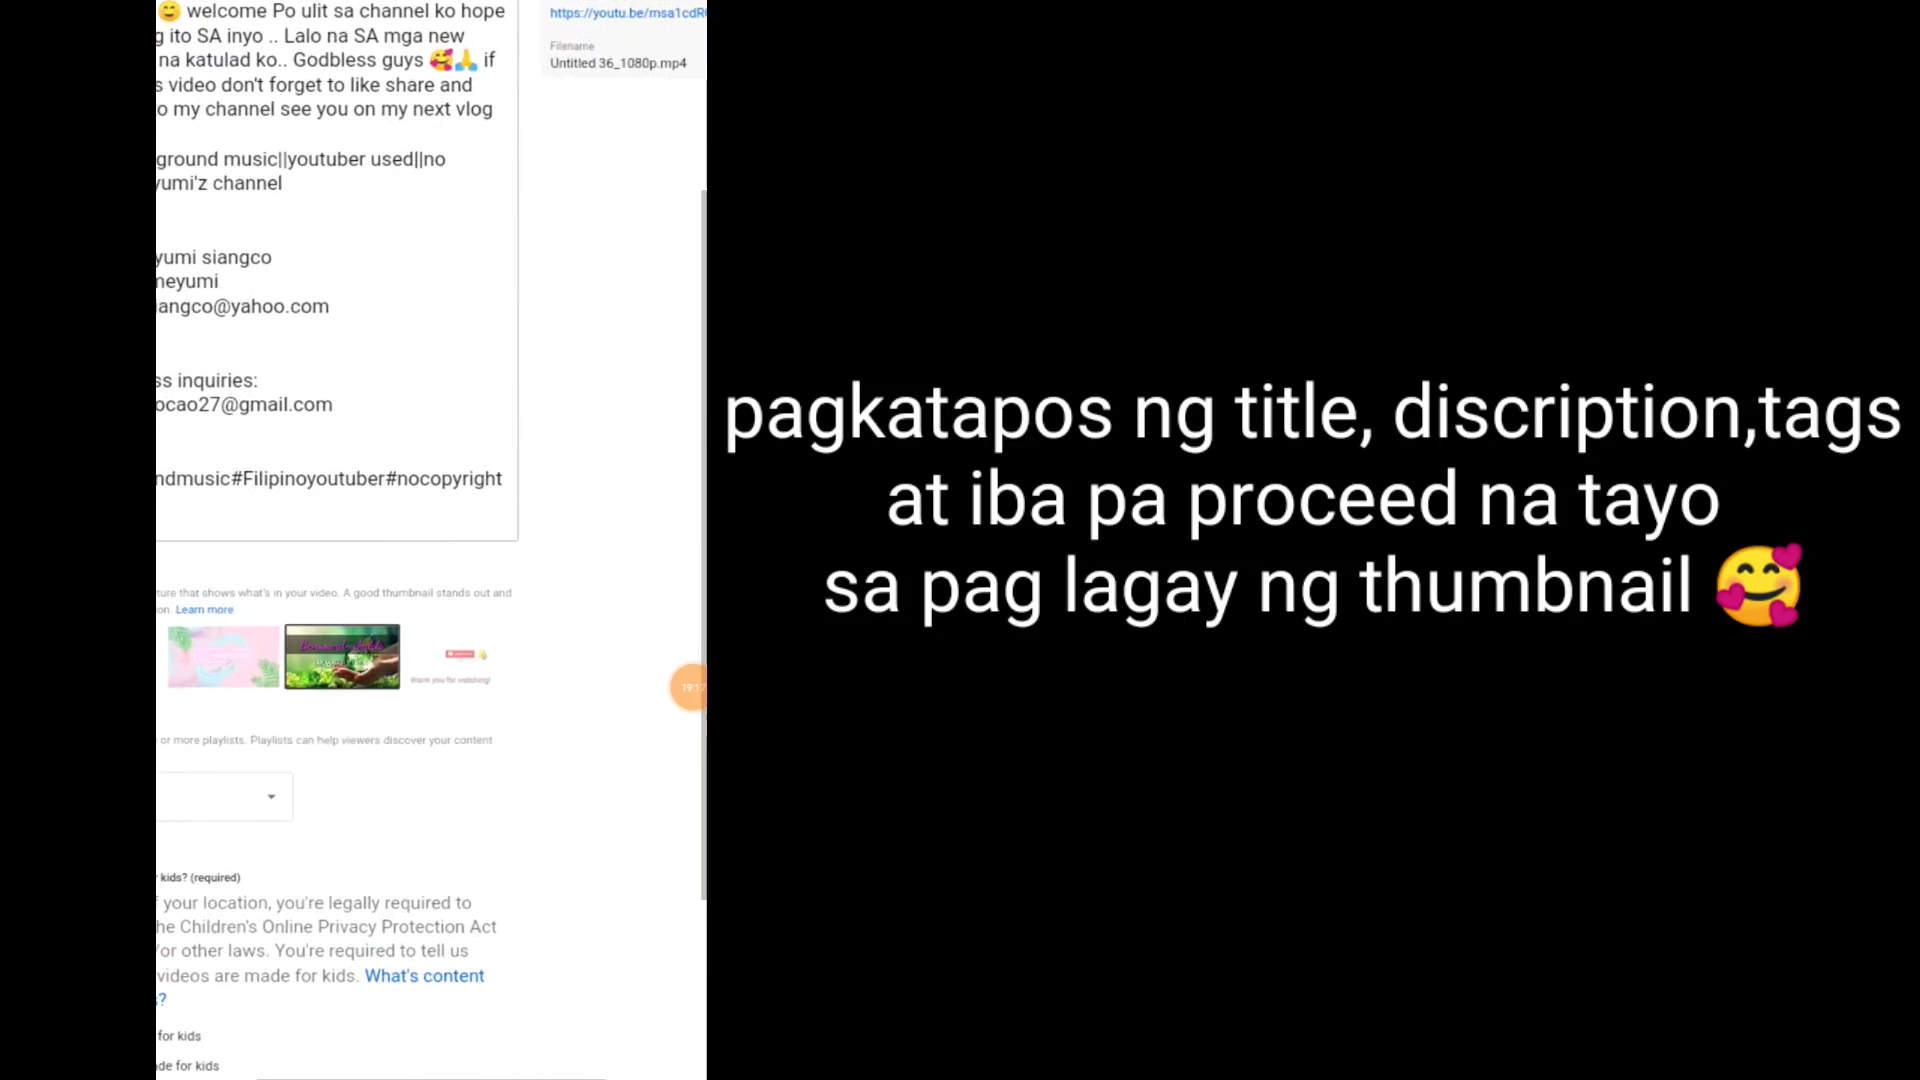 😊 welcome Po ulit sa channel ko hope
g ito SA inyo .. Lalo na SA mga new
na katulad ko.. Godbless guys 🥰🙏 if
s video don't forget to like share and
o my channel see you on my next vlog
ground music||youtuber used||no
yumi'z channel
yumi siangco
neyumi
iangco@yahoo.com
ss inquiries:
ocao27@gmail.com
ndmusic#Filipinoyoutuber#nocopyright
ture that shows what's in your video. A good thumbnail stands out and
on. Learn more
thank you for watching!
or more playlists. Playlists can help viewers discover your content
kids? (required)
f your location, you're legally required to
he Children's Online Privacy Protection Act
/or other laws. You're required to tell us
videos are made for kids. What's content
s?
for kids
de for kids
https://youtu.be/msa1cdR
Filename
Untitled 36_1080p.mp4
19:17
pagkatapos ng title, discription,tags
at iba pa proceed na tayo
sa pag lagay ng thumbnail 🥰